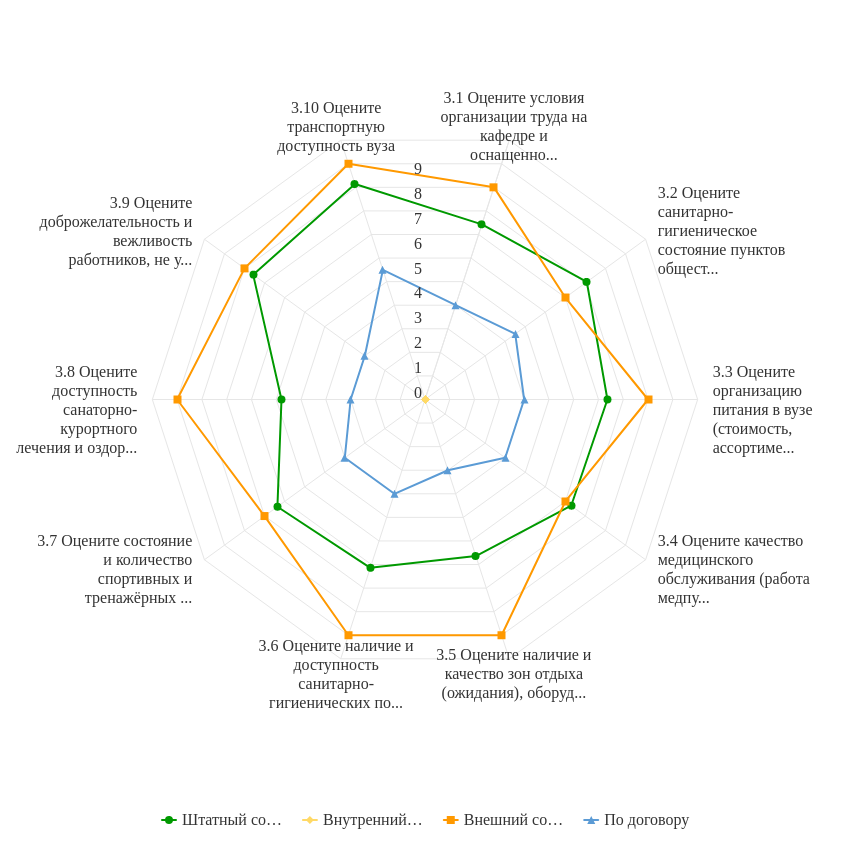 3.1 Оцените условия
организации труда на
кафедре и
оснащенно...
3.2 Оцените
санитарно-
гигиеническое
состояние пунктов
общест...
3.3 Оцените
организацию
питания в вузе
(стоимость,
ассортиме...
3.4 Оцените качество
медицинского
обслуживания (работа
медпу...
3.5 Оцените наличие и
качество зон отдыха
(ожидания), оборуд...
3.6 Оцените наличие и
доступность
санитарно-
гигиенических по...
3.7 Оцените состояние
и количество
спортивных и
тренажёрных ...
3.8 Оцените
доступность
санаторно-
курортного
лечения и оздор...
3.9 Оцените
доброжелательность и
вежливость
работников, не у...
3.10 Оцените
транспортную
доступность вуза
9
8
7
6
5
4
3
2
1
0
Штатный со…
Внутренний…
Внешний со…
По договору